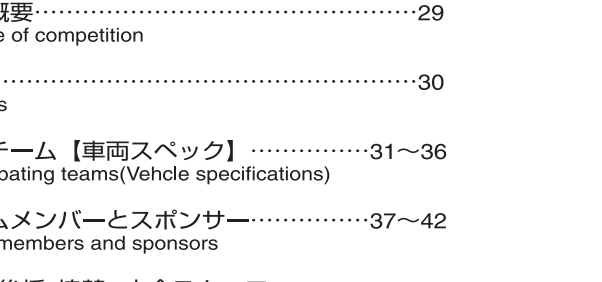 概要……………………………………29
e of competition
……………………………………30
s
チーム【車両スペック】……………31〜36
pating teams(Vehcle specifications)
ムメンバーとスポンサー……………37〜42
members and sponsors